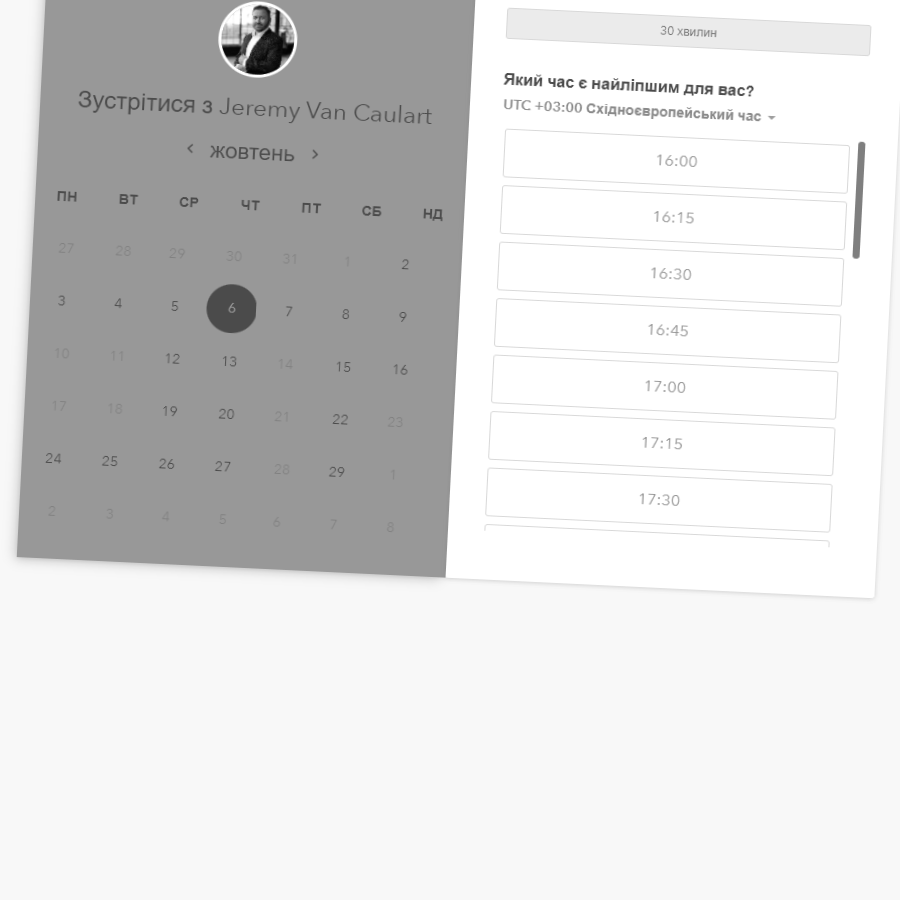 Зустрітися з Jeremy Van Caulart
жовтень
ПН ВТ СР ЧТ ПТ СБ НД
27 28 29 30 31 1 2
3 4 5 6 7 8 9
10 11 12 13 14 15 16
17 18 19 20 21 22 23
24 25 26 27 28 29 1
2 3 4 5 6 7 8
30 хвилин
Який час є найліпшим для вас?
UTC +03:00 Східноєвропейський час
16:00
16:15
16:30
16:45
17:00
17:15
17:30